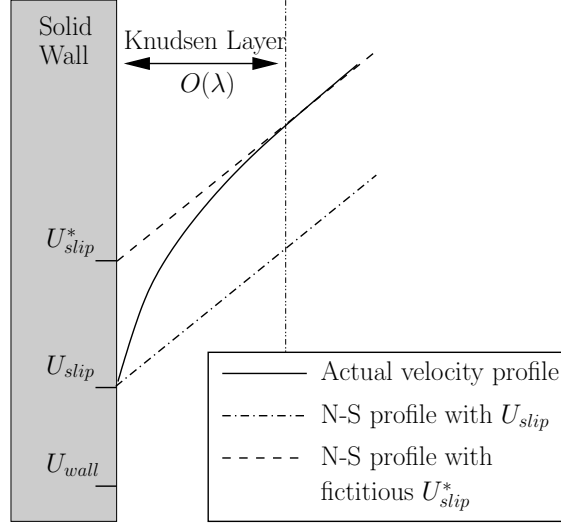 Solid
Wall
Knudsen Layer
O(λ)
U*slip
Uslip
Uwall
Actual velocity profile
N-S profile with Uslip
N-S profile with
fictitious U*slip